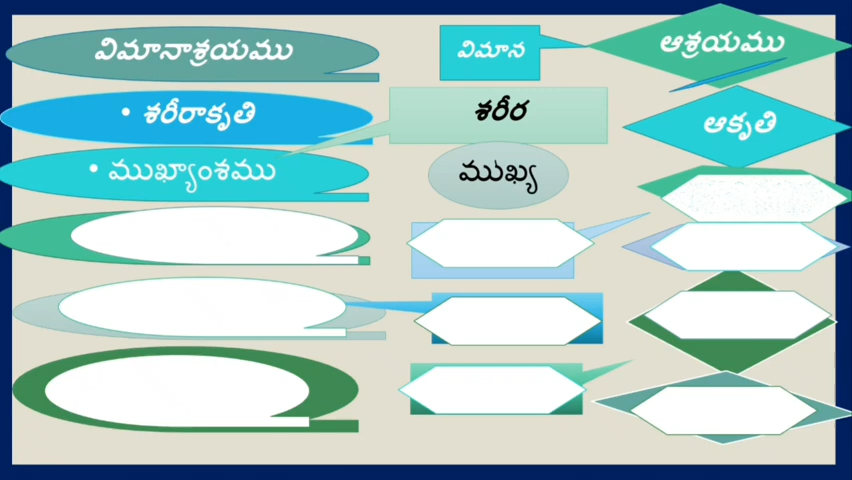 విమానాశ్రయము విమాన ఆశ్రయము
• శరీరాకృతి శరీర ఆకృతి
• ముఖ్యాంశము ముఖ్య